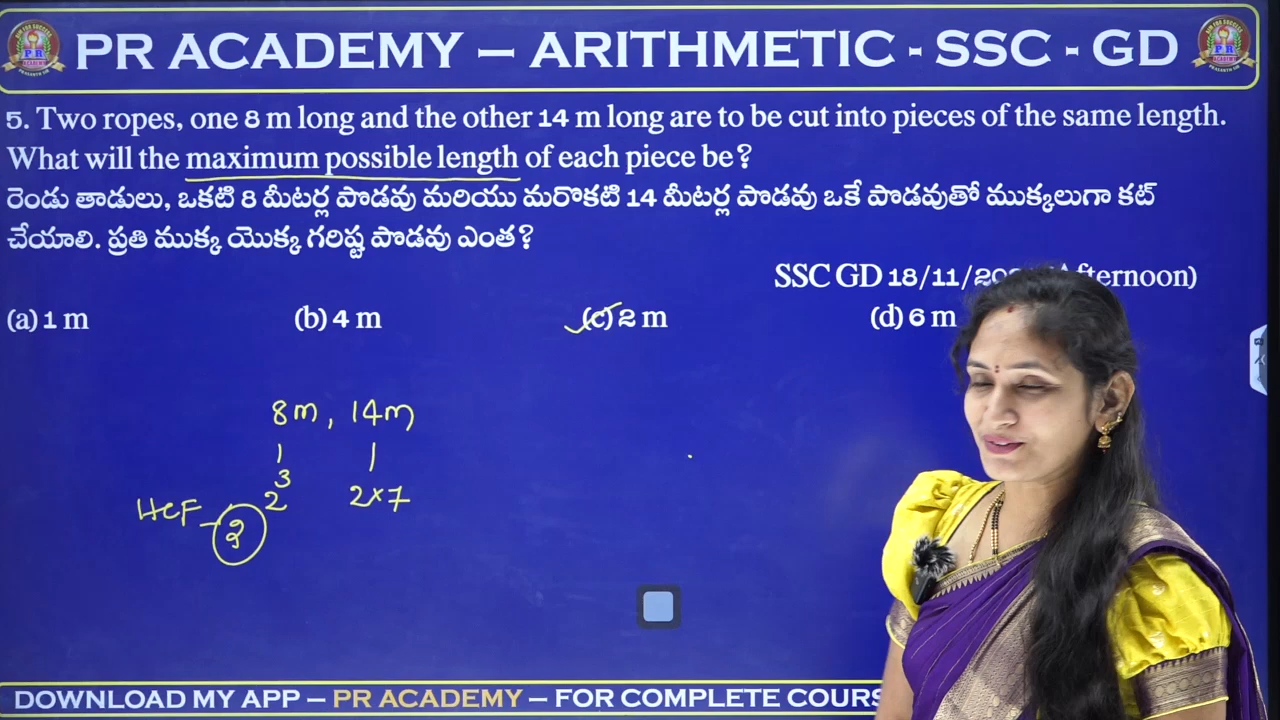 PR ACADEMY – ARITHMETIC - SSC - GD
5. Two ropes, one 8 m long and the other 14 m long are to be cut into pieces of the same length.
What will the maximum possible length of each piece be?
రెండు తాడులు, ఒకటి 8 మీటర్ల పొడవు మరియు మరొకటి 14 మీటర్ల పొడవు ఒకే పొడవుతో ముక్కలుగా కట్
చేయాలి. ప్రతి ముక్క యొక్క గరిష్ట పొడవు ఎంత?
SSC GD 18/11/20 Afternoon)
(a) 1 m (b) 4 m (c) 2 m (d) 6 m
8m, 14m
2³ 2×7
HCF - 2
DOWNLOAD MY APP – PR ACADEMY – FOR COMPLETE COURS